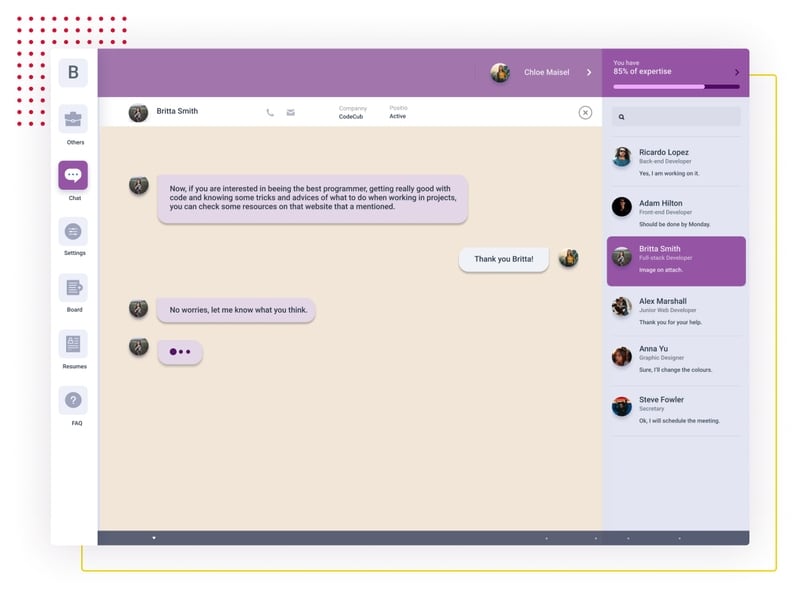 B
Others
Chat
Settings
Board
Resumes
FAQ
Chloe Maisel
Britta Smith
Company
CodeCub
Positio
Active
Now, if you are interested in beeing the best programmer, getting really good with
code and knowing some tricks and advices of what to do when working in projects,
you can check some resources on that website that a mentioned.
Thank you Britta!
No worries, let me know what you think.
You have
85% of expertise
Ricardo Lopez
Back-end Developer
Yes, I am working on it.
Adam Hilton
Front-end Developer
Should be done by Monday.
Britta Smith
Full-stack Developer
Image on attach.
Alex Marshall
Junior Web Developer
Thank you for your help.
Anna Yu
Graphic Designer
Sure, I'll change the colours.
Steve Fowler
Secretary
Ok, I will schedule the meeting.